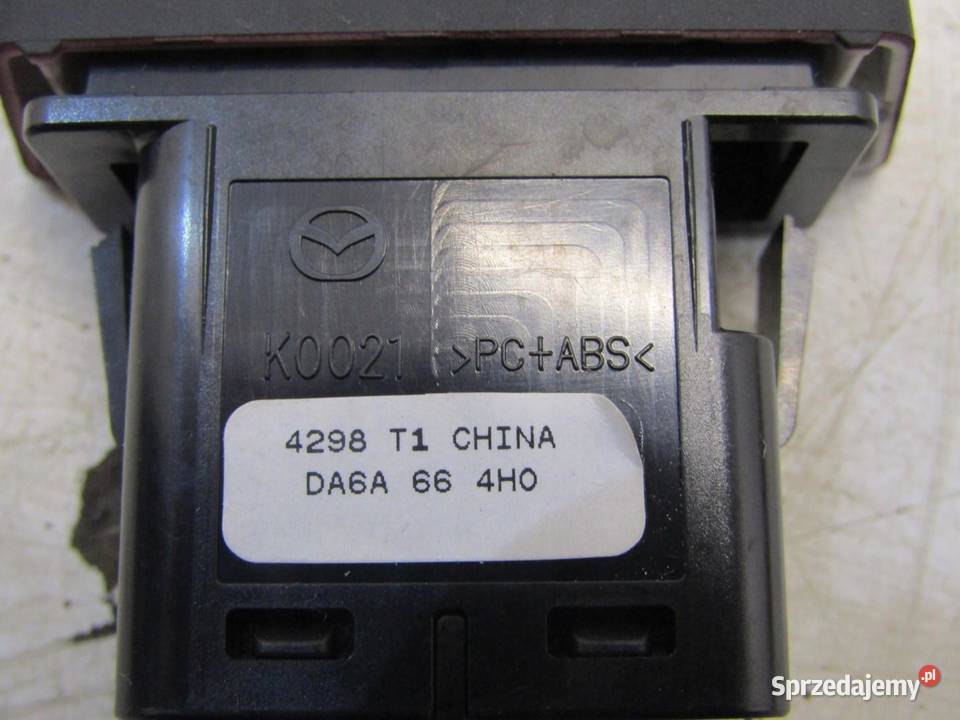 K0021 >PC+ABS<
4298 T1 CHINA
DA6A 66 4H0
Sprzedajemy.pl